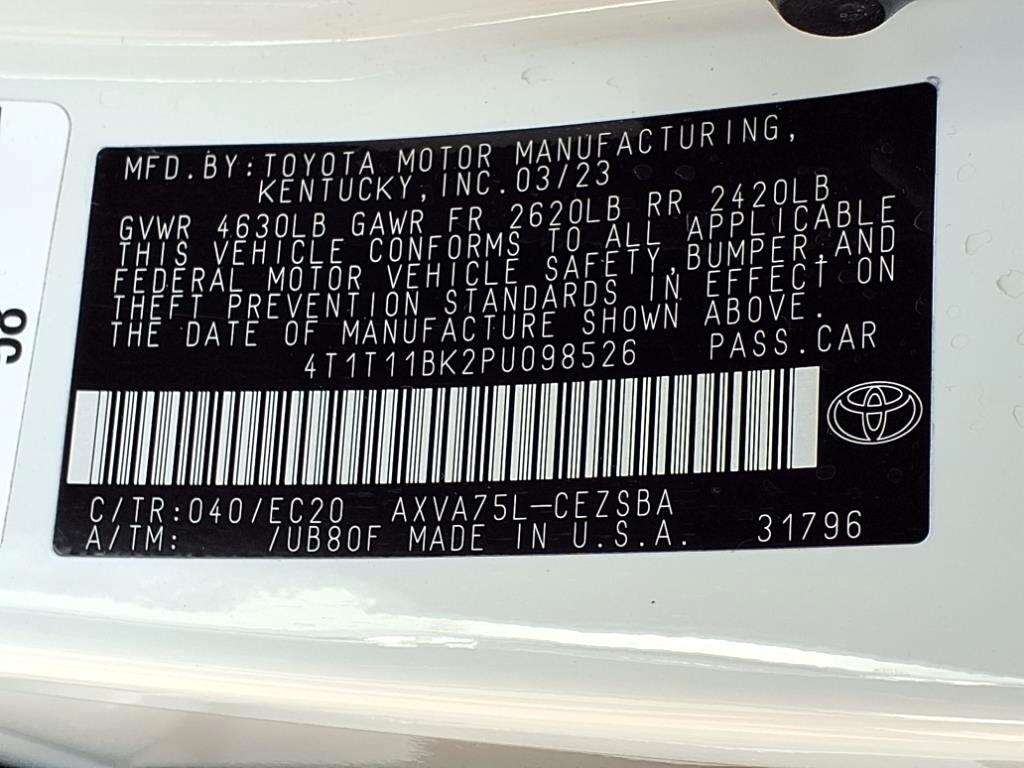 MFD.BY:TOYOTA MOTOR MANUFACTURING,
KENTUCKY,INC.03/23
GVWR 4630LB GAWR FR 2620LB RR 2420LB
THIS VEHICLE CONFORMS TO ALL APPLICABLE
FEDERAL MOTOR VEHICLE SAFETY,BUMPER,AND
THEFT PREVENTION STANDARDS IN EFFECT ON
THE DATE OF MANUFACTURE SHOWN ABOVE.
4T1T11BK2PU098526 PASS.CAR
C/TR:040/EC20 AXVA75L-CEZSBA
A/TM: /UB80F MADE IN U.S.A. 31796